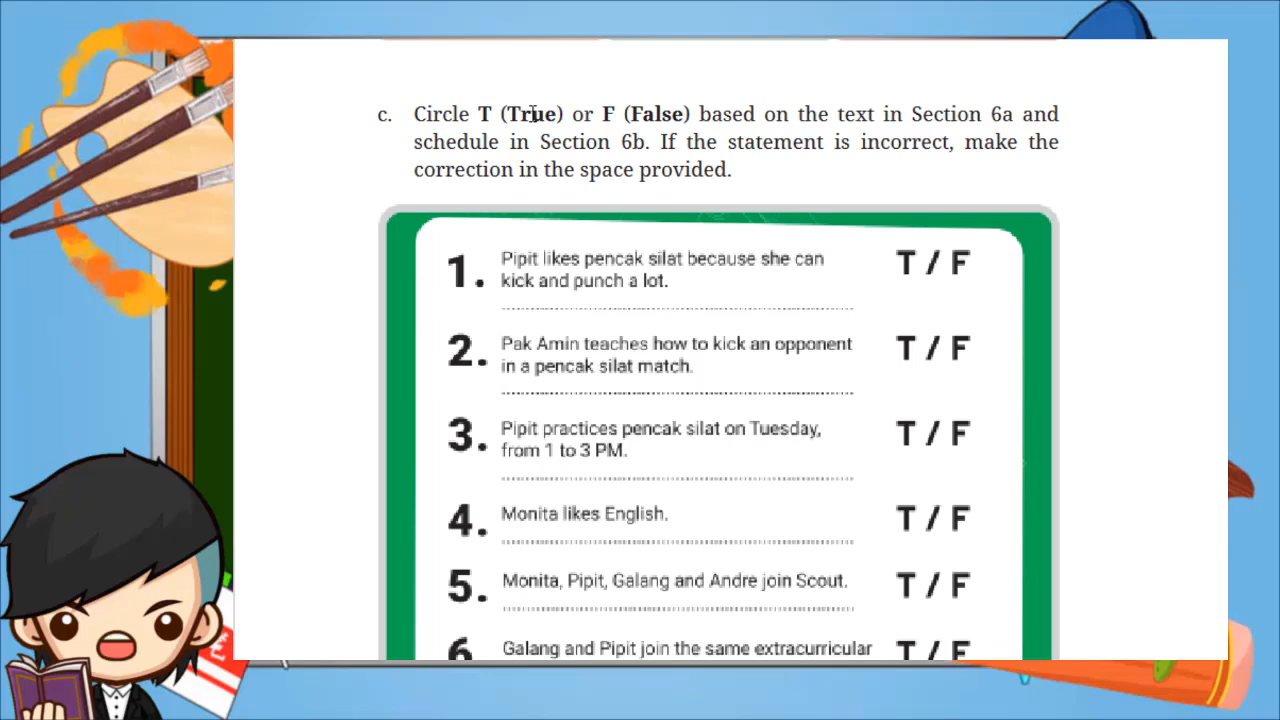 c. Circle T (True) or F (False) based on the text in Section 6a and
schedule in Section 6b. If the statement is incorrect, make the
correction in the space provided.
1. Pipit likes pencak silat because she can T / F
kick and punch a lot.
2. Pak Amin teaches how to kick an opponent T / F
in a pencak silat match.
3. Pipit practices pencak silat on Tuesday, T / F
from 1 to 3 PM.
4. Monita likes English. T / F
5. Monita, Pipit, Galang and Andre join Scout. T / F
6. Galang and Pipit join the same extracurricular T / F